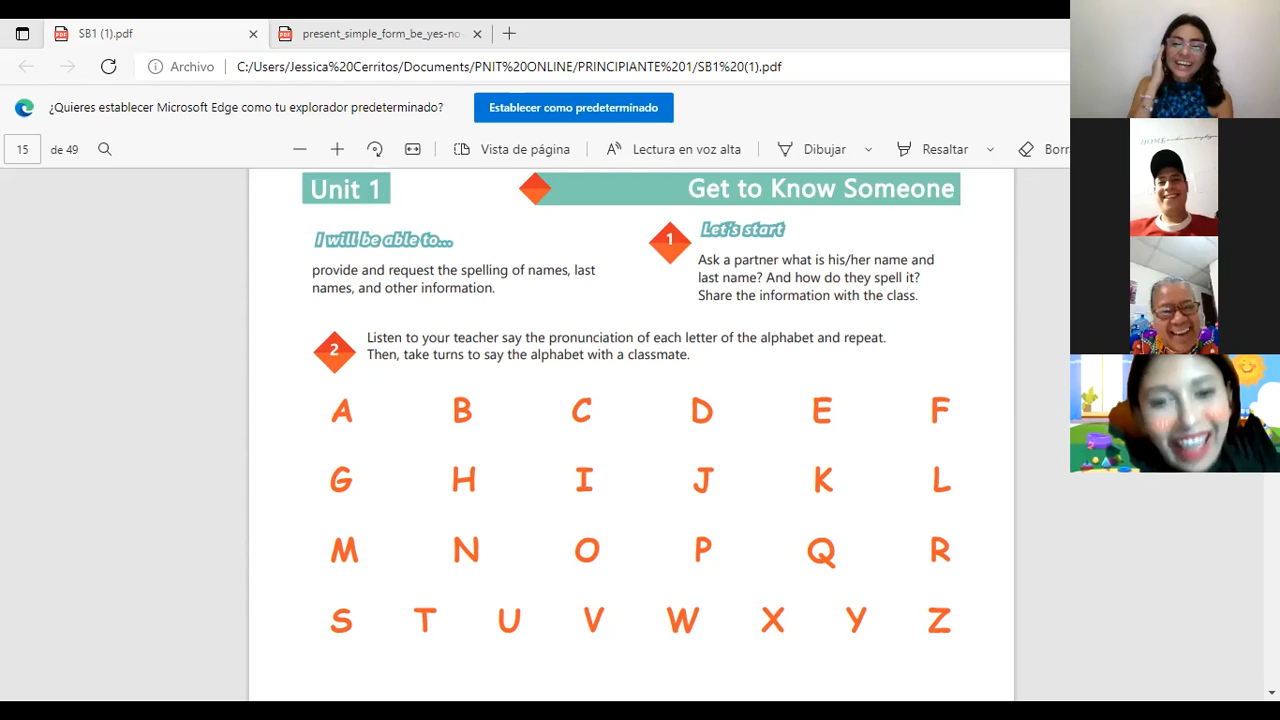 SB1 (1).pdf
present_simple_form_be_yes-no-
Archivo
C:/Users/Jessica%20Cerritos/Documents/PNIT%20ONLINE/PRINCIPIANTE%201/SB1%20(1).pdf
¿Quieres establecer Microsoft Edge como tu explorador predeterminado?
Establecer como predeterminado
15 de 49
Vista de página
Lectura en voz alta
Dibujar
Resaltar
Borr
Unit 1
Get to Know Someone
I will be able to...
provide and request the spelling of names, last
names, and other information.
1
Let's start
Ask a partner what is his/her name and
last name? And how do they spell it?
Share the information with the class.
2
Listen to your teacher say the pronunciation of each letter of the alphabet and repeat.
Then, take turns to say the alphabet with a classmate.
A B C D E F
G H I J K L
M N O P Q R
S T U V W X Y Z